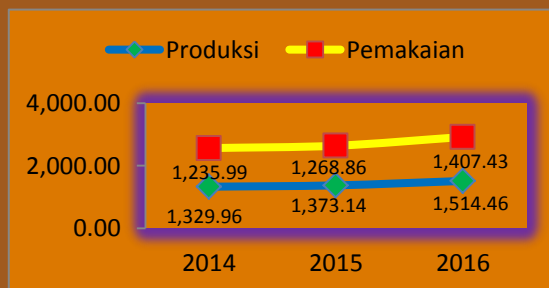 Produksi Pemakaian
4,000.00
2,000.00
0.00
1,235.99 1,268.86 1,407.43
1,329.96 1,373.14 1,514.46
2014 2015 2016